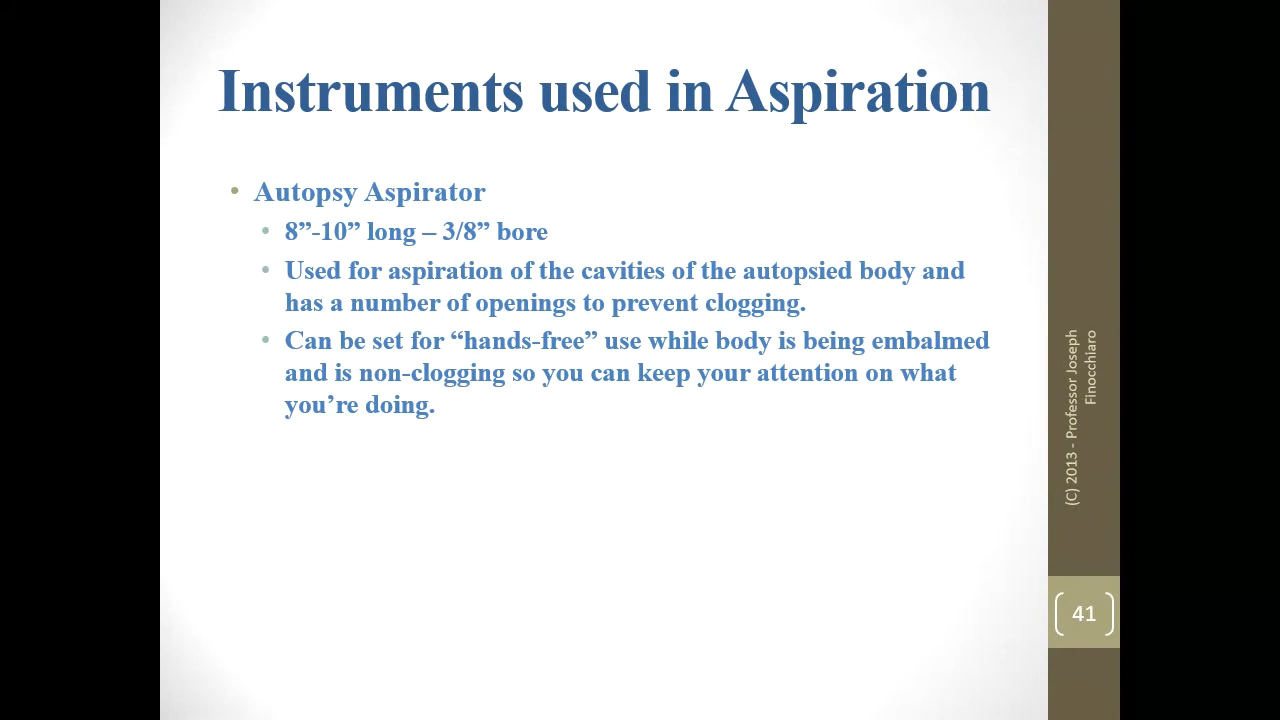 Instruments used in Aspiration
• Autopsy Aspirator
• 8”-10” long – 3/8” bore
• Used for aspiration of the cavities of the autopsied body and
has a number of openings to prevent clogging.
• Can be set for “hands-free” use while body is being embalmed
and is non-clogging so you can keep your attention on what
you’re doing.
(C) 2013 - Professor Joseph
Finocchiaro
41